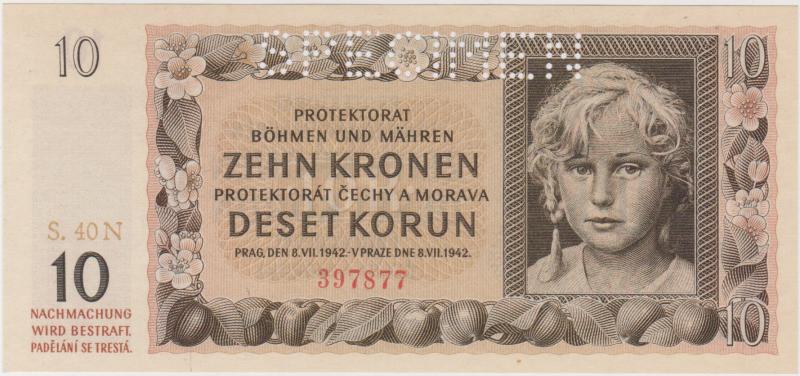 SPECIMEN
10
10
PROTEKTORAT
BÖHMEN UND MÄHREN
ZEHN KRONEN
PROTEKTORÁT ČECHY A MORAVA
DESET KORUN
PRAG, DEN 8.VII.1942.-V PRAZE DNE 8.VII.1942.
397877
S. 40 N
10
NACHMACHUNG
WIRD BESTRAFT.
PADĚLÁNÍ SE TRESTÁ.
10